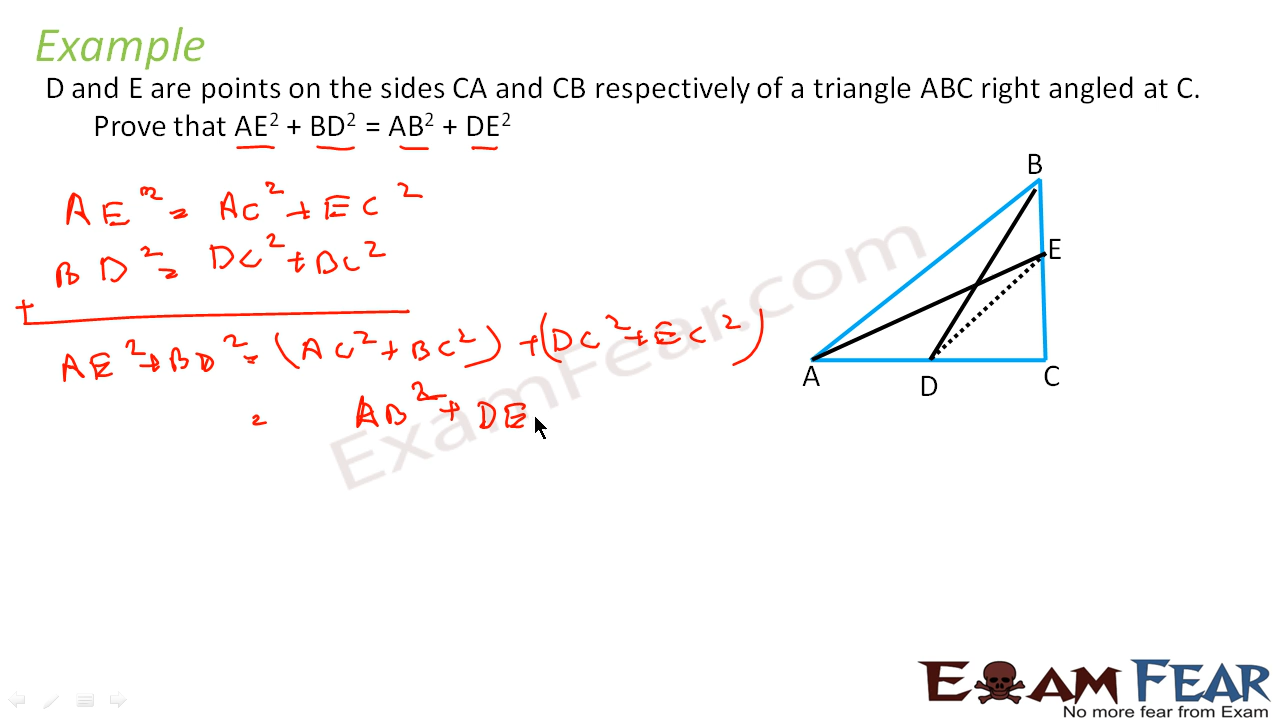 Example
D and E are points on the sides CA and CB respectively of a triangle ABC right angled at C.
Prove that AE² + BD² = AB² + DE²
AE² = AC² + EC²
BD² = DC² + BC²
+
AE² + BD² = (AC² + BC²) + (DC² + EC²)
= AB² + DE
B
E
A
D
C
ExamFear.com
EXAM FEAR
No more fear from Exam